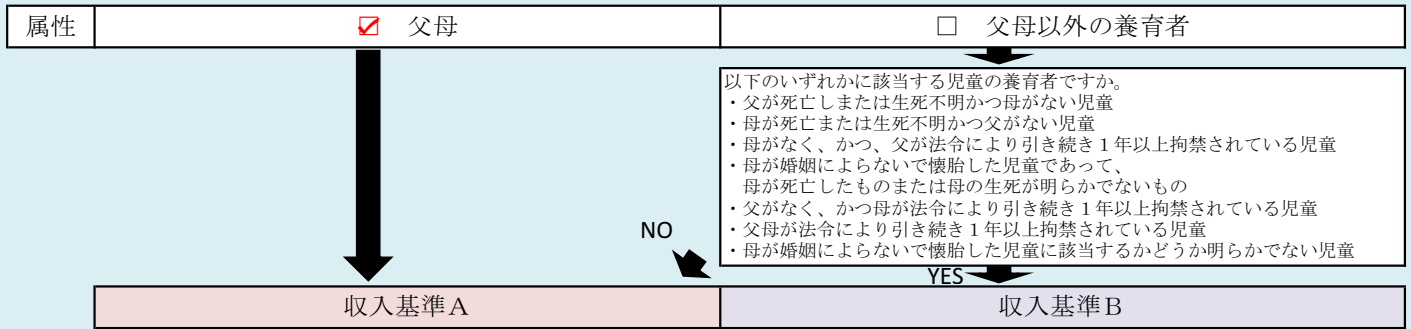 属性 ☑ 父母 □ 父母以外の養育者
以下のいずれかに該当する児童の養育者ですか。
・父が死亡しまたは生死不明かつ母がない児童
・母が死亡または生死不明かつ父がない児童
・母がなく、かつ、父が法令により引き続き１年以上拘禁されている児童
・母が婚姻によらないで懐胎した児童であって、
母が死亡したものまたは母の生死が明らかでないもの
・父がなく、かつ母が法令により引き続き１年以上拘禁されている児童
・父母が法令により引き続き１年以上拘禁されている児童
・母が婚姻によらないで懐胎した児童に該当するかどうか明らかでない児童
NO
YES
収入基準Ａ 収入基準Ｂ